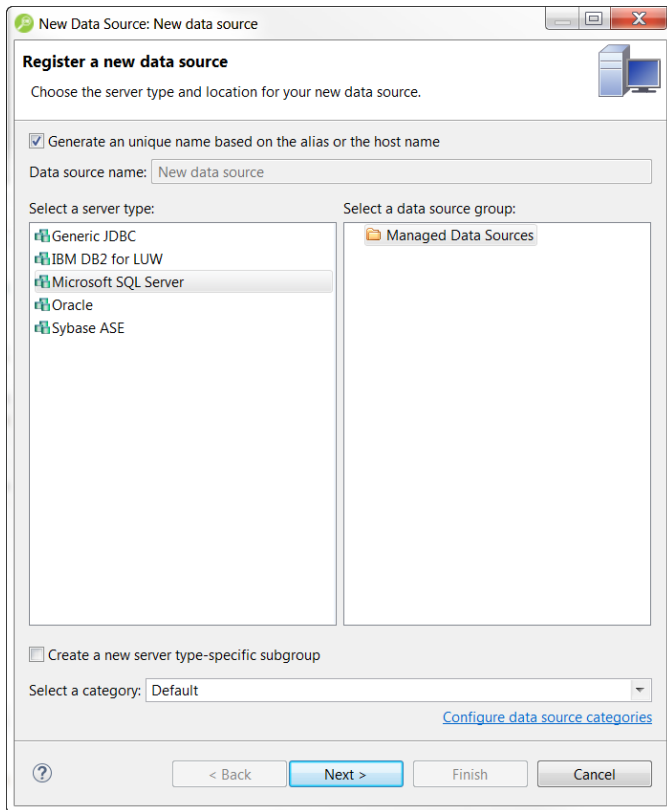 New Data Source: New data source
Register a new data source
Choose the server type and location for your new data source.
Generate an unique name based on the alias or the host name
Data source name: New data source
Select a server type:
Generic JDBC
IBM DB2 for LUW
Microsoft SQL Server
Oracle
Sybase ASE
Select a data source group:
Managed Data Sources
Create a new server type-specific subgroup
Select a category: Default
Configure data source categories
? < Back Next > Finish Cancel